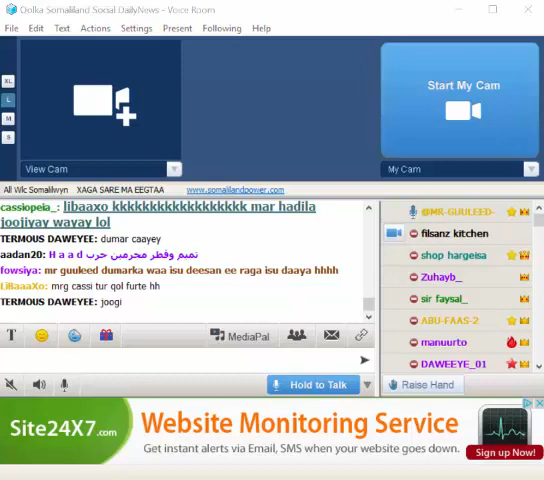 Qolka Somaliland Social DailyNews - Voice Room
File Edit Text Actions Settings Present Following Help
XL
L
M
S
View Cam
Start My Cam
My Cam
All Wlc Somalilwyn XAGA SARE MA EEGTAA www.somalilandpower.com
cassiopeia_: libaaxo kkkkkkkkkkkkkkkkkk mar hadila
joojiyay wayay lol
TERMOUS DAWEYEE: dumar caayey
aadan20: H a a d تميم وقطر مجرمين حرب
fowsiya: mr guuleed dumarka waa isu deesan ee raga isu daaya hhhh
LiBaaaXo: mrg cassi tur qol furte hh
TERMOUS DAWEYEE: joogi
@MR-GUULEED-
filsanz kitchen
shop hargeisa
Zuhayb_
sir faysal_
ABU-FAAS-2
manuurto
DAWEEYE_01
T
MediaPal
Hold to Talk
Raise Hand
Site24X7.com
Website Monitoring Service
Get instant alerts via Email, SMS when your website goes down.
Sign up Now!